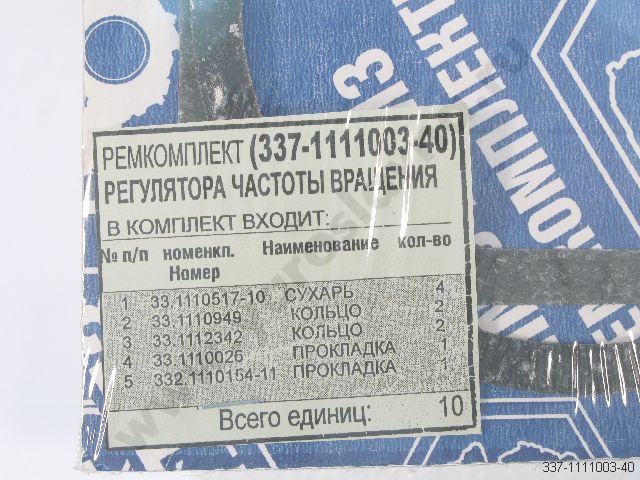 РЕМКОМПЛЕКТ (337-1111003-40)
РЕГУЛЯТОРА ЧАСТОТЫ ВРАЩЕНИЯ
В КОМПЛЕКТ ВХОДИТ:
№ п/п номенкл. Номер Наименование кол-во
1 33.1110517-10 СУХАРЬ 4
2 33.1110949 КОЛЬЦО 2
3 33.1112342 КОЛЬЦО 2
4 33.1110026 ПРОКЛАДКА 1
5 332.1110154-11 ПРОКЛАДКА 1
Всего единиц: 10
337-1111003-40